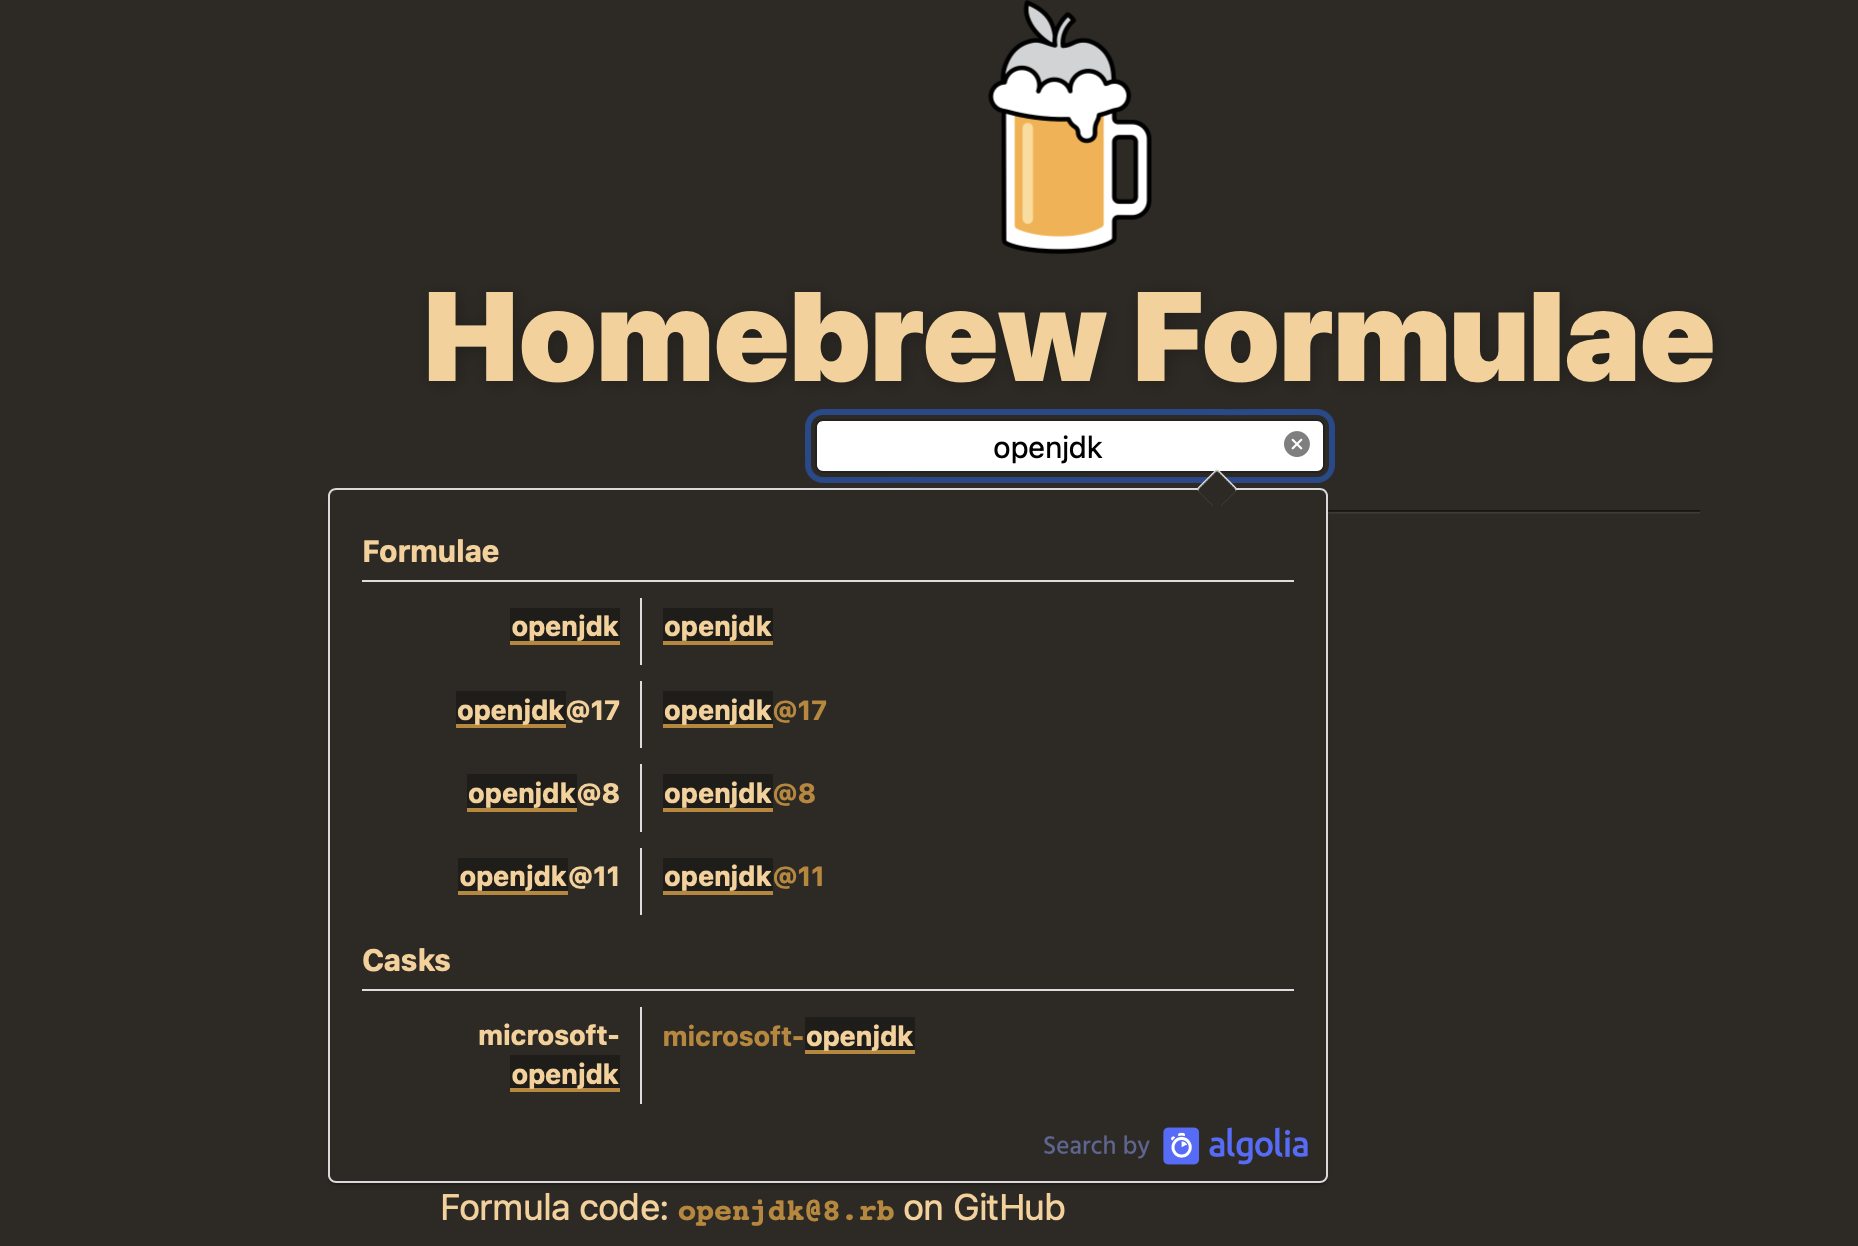 Homebrew Formulae
openjdk
Formulae
openjdk openjdk
openjdk@17 openjdk@17
openjdk@8 openjdk@8
openjdk@11 openjdk@11
Casks
microsoft- microsoft-openjdk
openjdk
Search by algolia
Formula code: openjdk@8.rb on GitHub